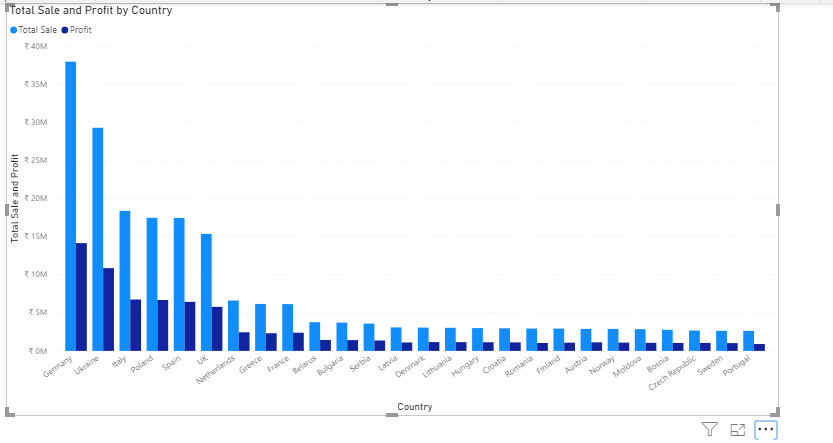 Total Sale and Profit by Country
Total Sale Profit
₹ 40M
₹ 35M
₹ 30M
₹ 25M
₹ 20M
₹ 15M
₹ 10M
₹ 5M
₹ 0M
Total Sale and Profit
Germany
Ukraine
Italy
Poland
Spain
UK
Netherlands
Greece
France
Belarus
Bulgaria
Serbia
Latvia
Denmark
Lithuania
Hungary
Croatia
Romania
Finland
Austria
Norway
Moldova
Bosnia
Czech Republic
Sweden
Portugal
Country